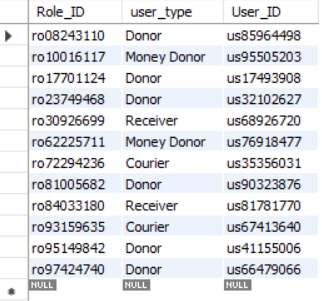 Role_ID user_type User_ID
ro08243110 Donor us85964498
ro10016117 Money Donor us95505203
ro17701124 Donor us17493908
ro23749468 Donor us32102627
ro30926699 Receiver us68926720
ro62225711 Money Donor us76918477
ro72294236 Courier us35356031
ro81005682 Donor us90323876
ro84033180 Receiver us81781770
ro93159635 Courier us67413640
ro95149842 Donor us41155006
ro97424740 Donor us66479066
NULL NULL NULL